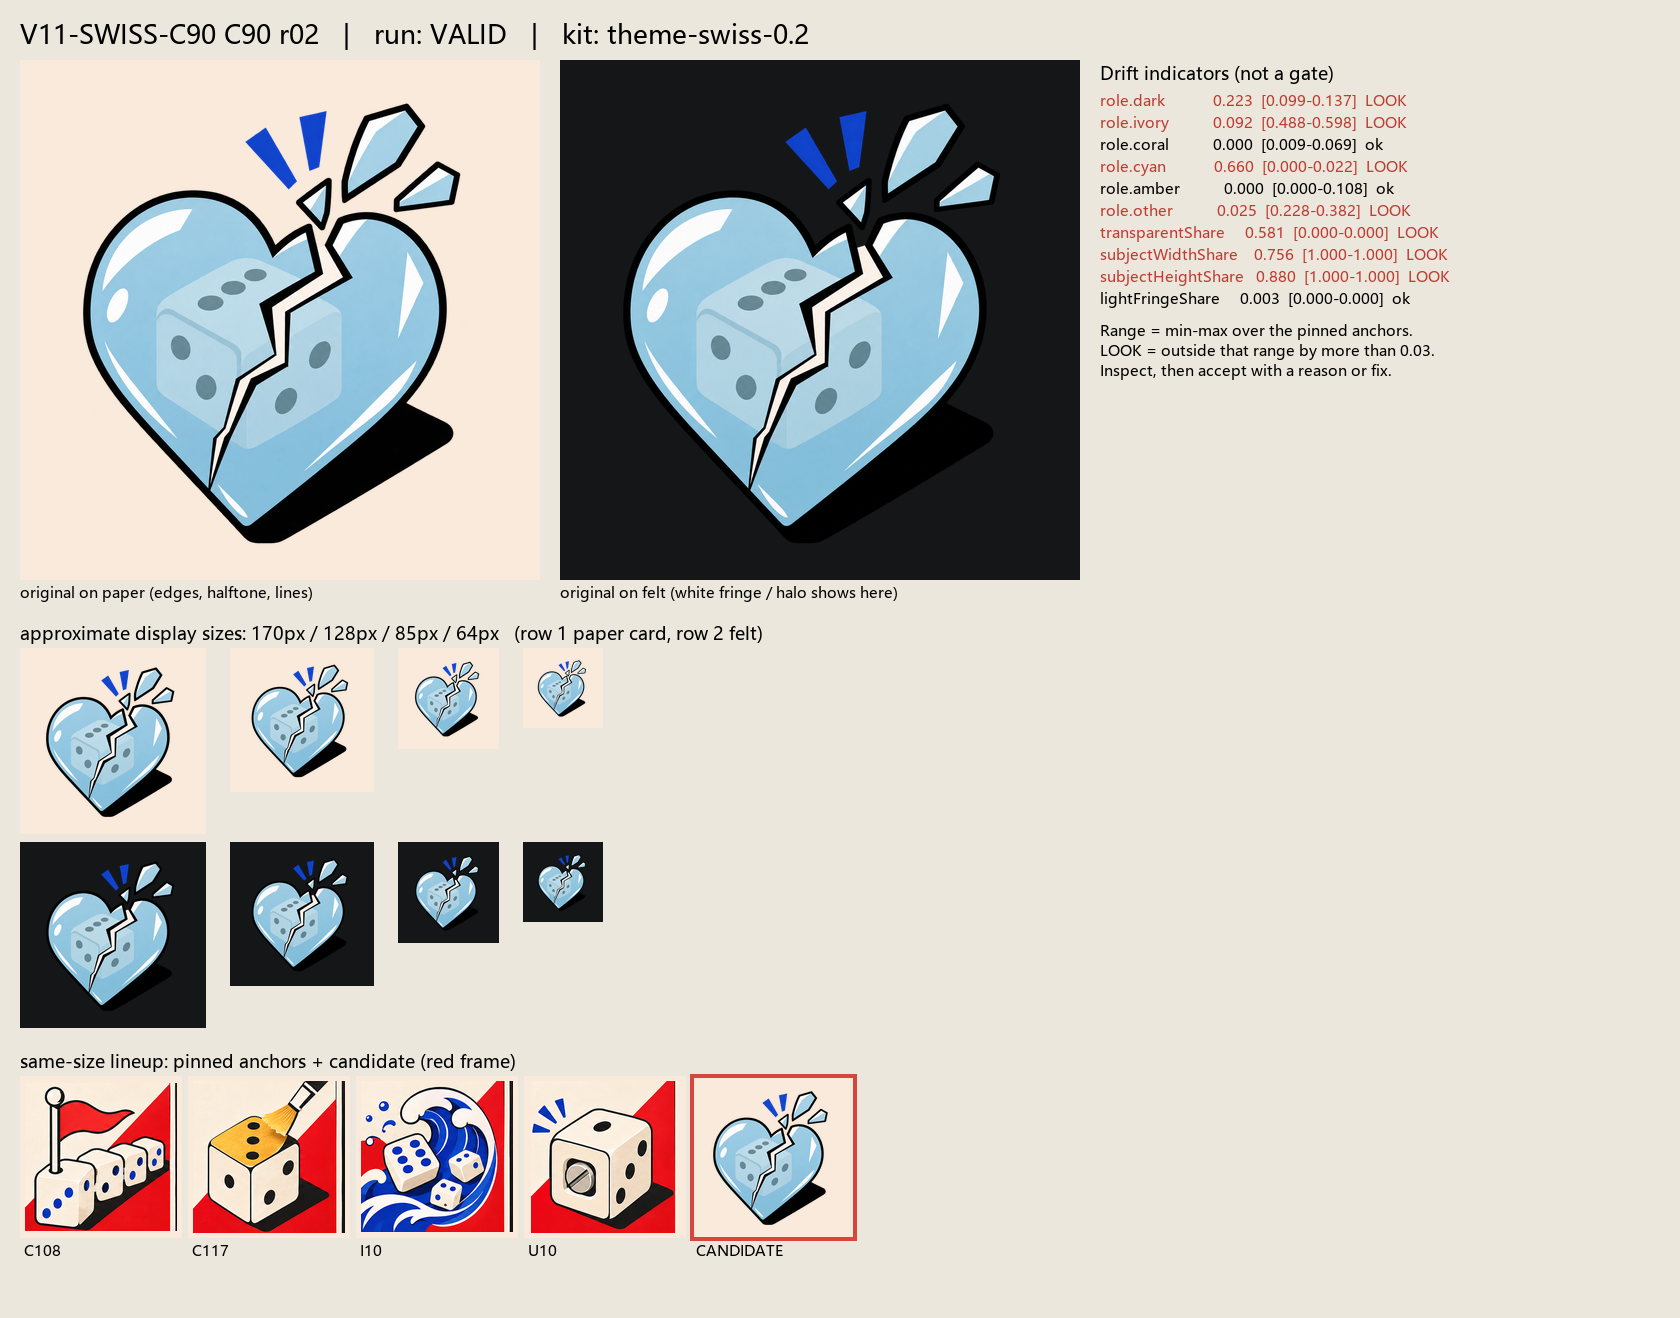 V11-SWISS-C90 C90 r02 | run: VALID | kit: theme-swiss-0.2
Drift indicators (not a gate)
role.dark 0.223 [0.099-0.137] LOOK
role.ivory 0.092 [0.488-0.598] LOOK
role.coral 0.000 [0.009-0.069] ok
role.cyan 0.660 [0.000-0.022] LOOK
role.amber 0.000 [0.000-0.108] ok
role.other 0.025 [0.228-0.382] LOOK
transparentShare 0.581 [0.000-0.000] LOOK
subjectWidthShare 0.756 [1.000-1.000] LOOK
subjectHeightShare 0.880 [1.000-1.000] LOOK
lightFringeShare 0.003 [0.000-0.000] ok
Range = min-max over the pinned anchors.
LOOK = outside that range by more than 0.03.
Inspect, then accept with a reason or fix.
original on paper (edges, halftone, lines)
original on felt (white fringe / halo shows here)
approximate display sizes: 170px / 128px / 85px / 64px (row 1 paper card, row 2 felt)
same-size lineup: pinned anchors + candidate (red frame)
C108
C117
I10
U10
CANDIDATE